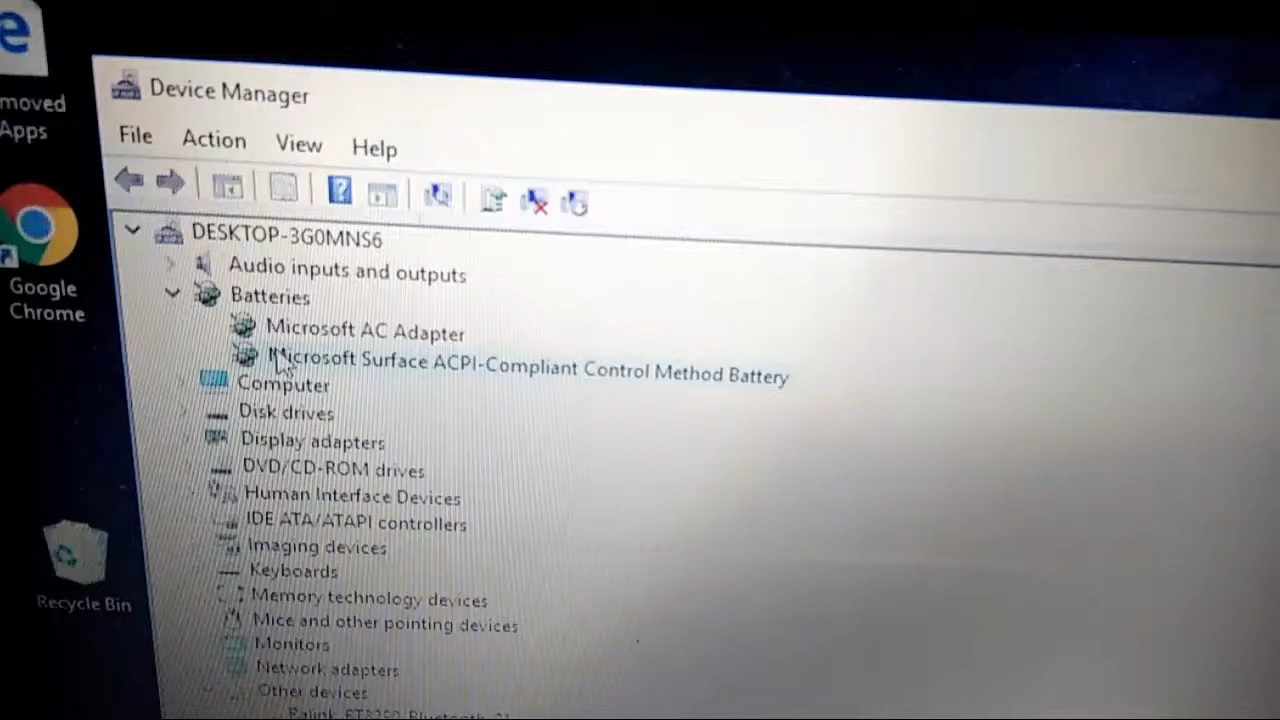 moved
Apps
Google
Chrome
Recycle Bin
Device Manager
File Action View Help
DESKTOP-3G0MNS6
Audio inputs and outputs
Batteries
Microsoft AC Adapter
Microsoft Surface ACPI-Compliant Control Method Battery
Computer
Disk drives
Display adapters
DVD/CD-ROM drives
Human Interface Devices
IDE ATA/ATAPI controllers
Imaging devices
Keyboards
Memory technology devices
Mice and other pointing devices
Monitors
Network adapters
Other devices
Bluetooth